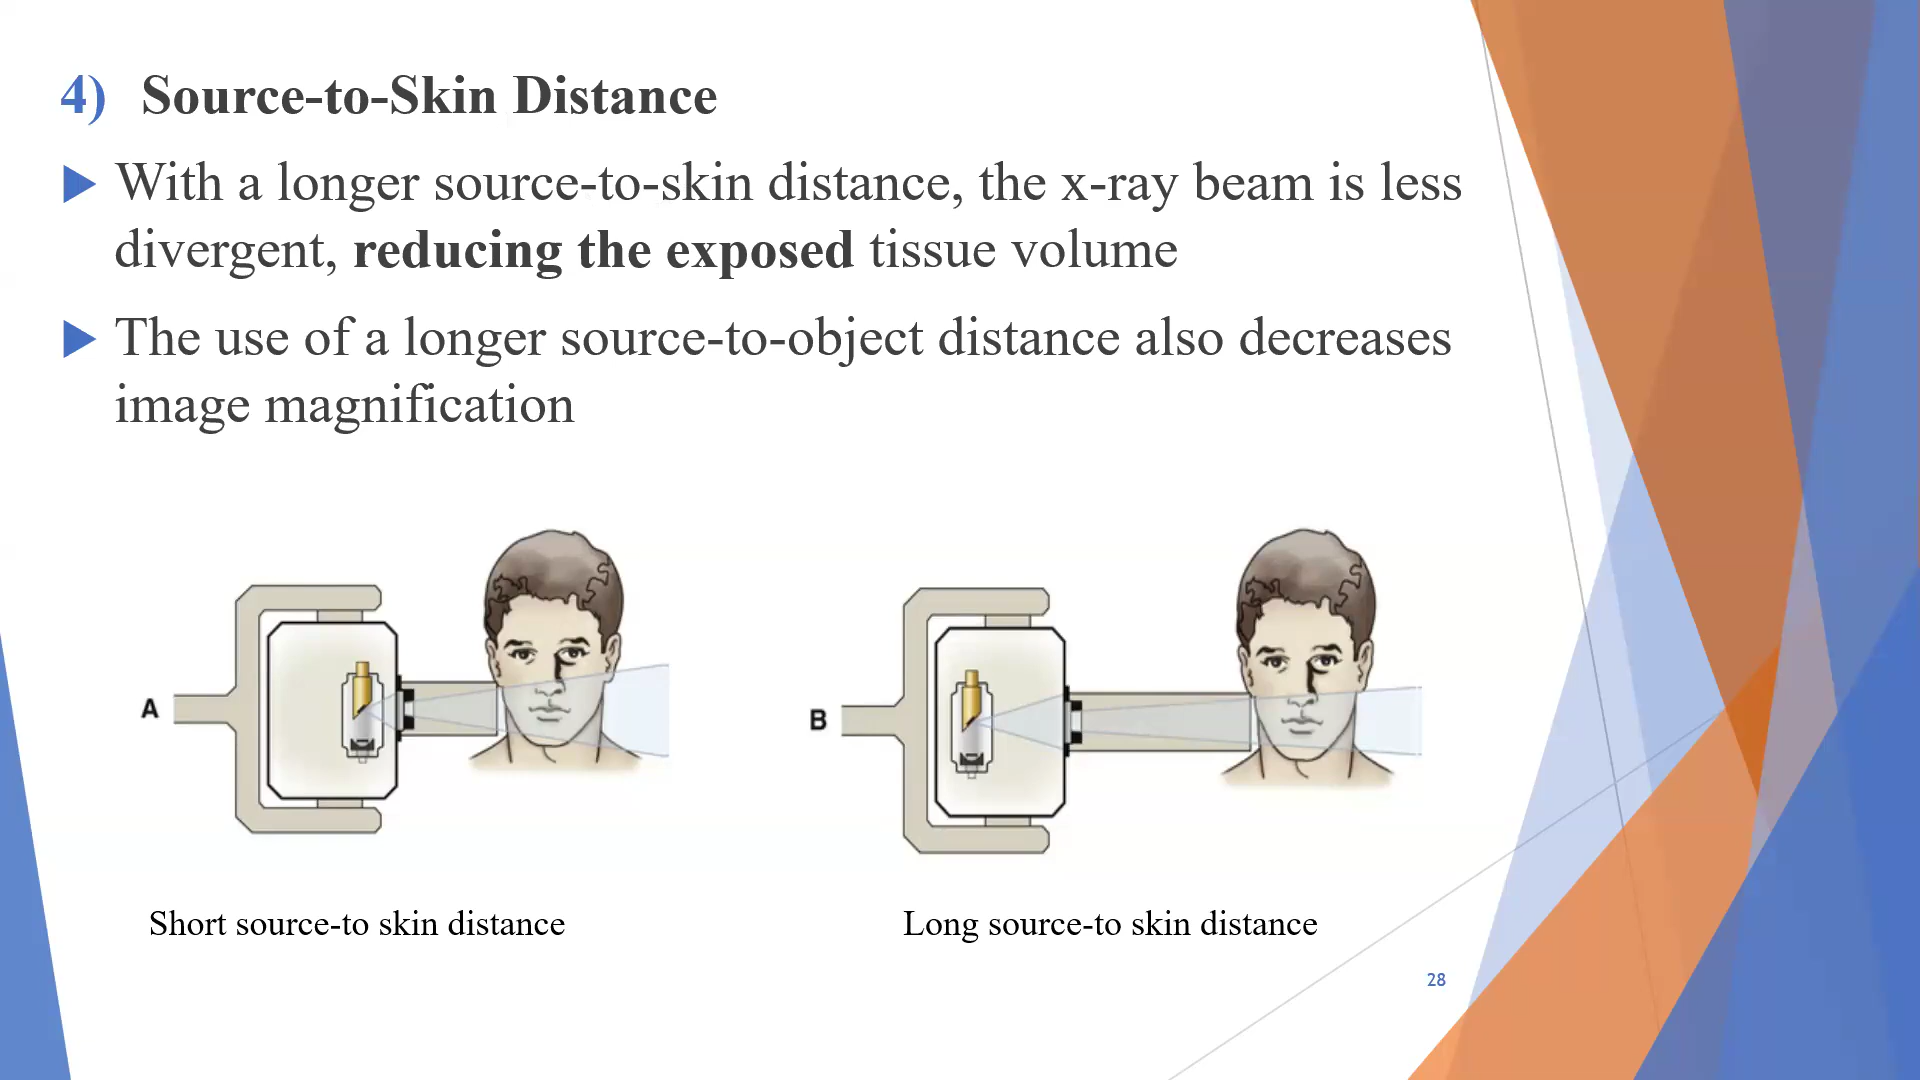 4) Source-to-Skin Distance
With a longer source-to-skin distance, the x-ray beam is less
divergent, reducing the exposed tissue volume
The use of a longer source-to-object distance also decreases
image magnification
A
B
Short source-to skin distance
Long source-to skin distance
28